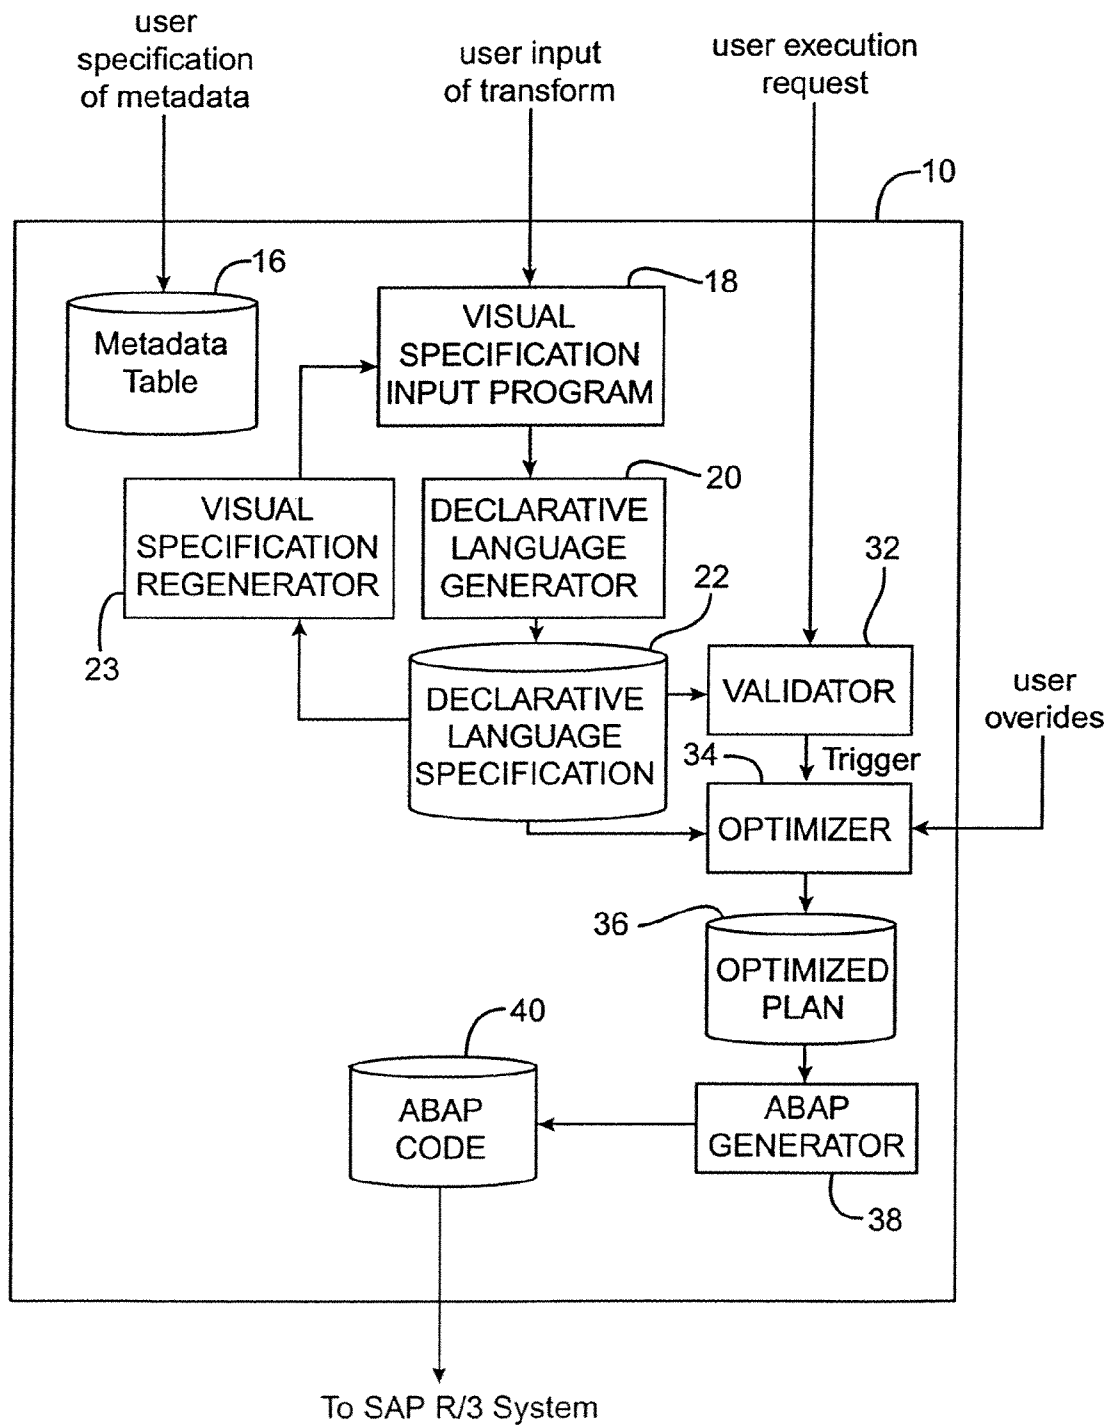 user
specification
of metadata
user input
of transform
user execution
request
10
16
Metadata
Table
18
VISUAL
SPECIFICATION
INPUT PROGRAM
VISUAL
SPECIFICATION
REGENERATOR
23
20
DECLARATIVE
LANGUAGE
GENERATOR
22
DECLARATIVE
LANGUAGE
SPECIFICATION
32
VALIDATOR
user
overides
Trigger
34
OPTIMIZER
36
OPTIMIZED
PLAN
40
ABAP
CODE
ABAP
GENERATOR
38
To SAP R/3 System